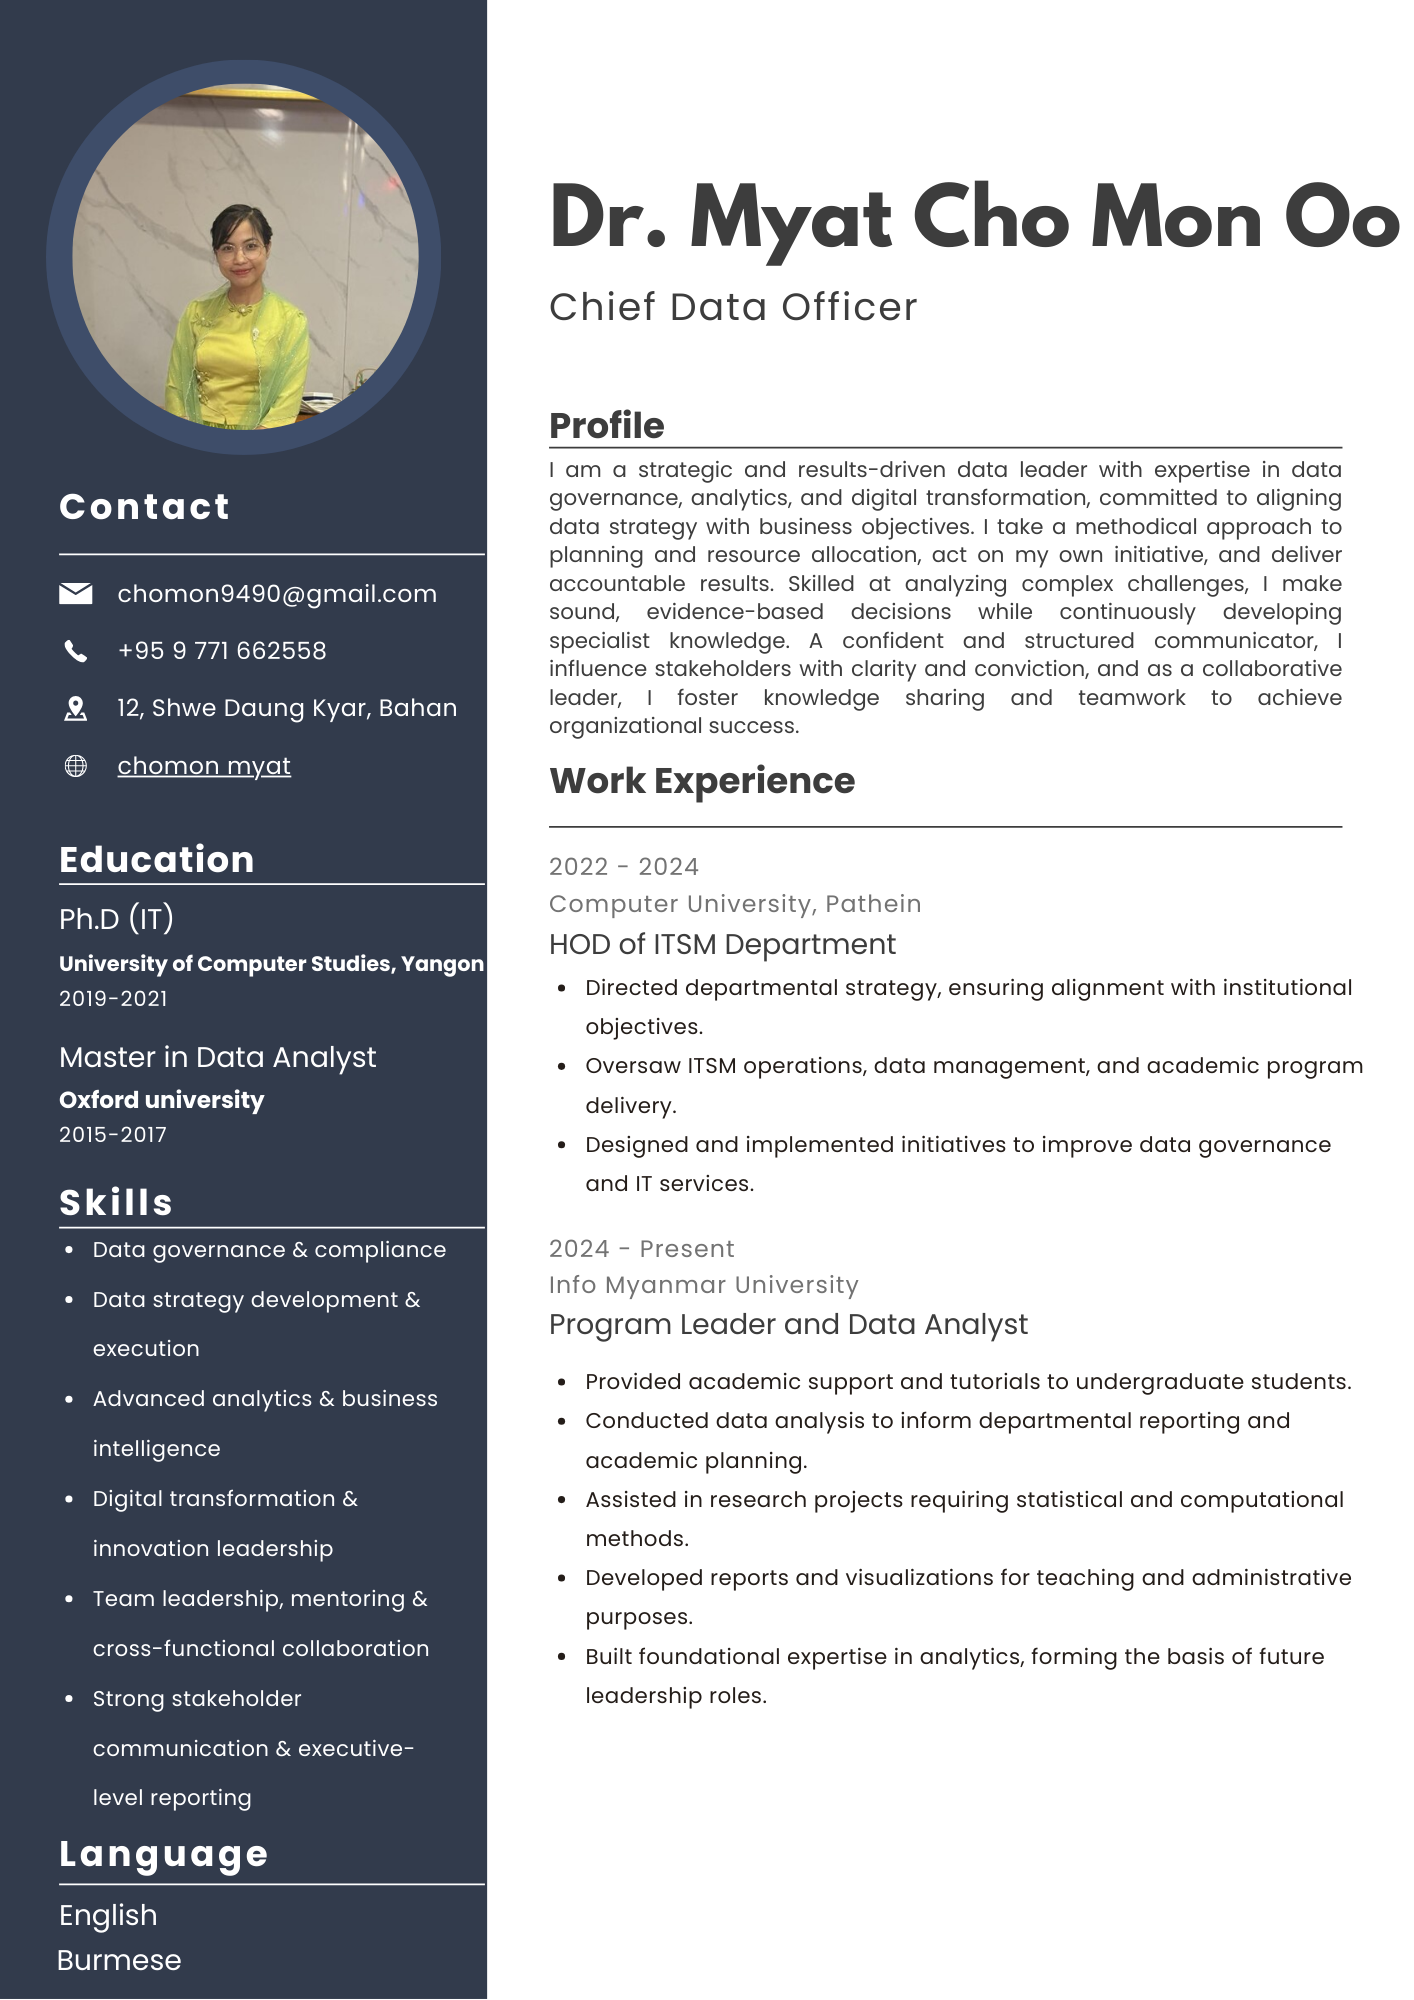 Contact
chomon9490@gmail.com
+95 9 771 662558
12, Shwe Daung Kyar, Bahan
chomon myat
Education
Ph.D (IT)
University of Computer Studies, Yangon
2019-2021
Master in Data Analyst
Oxford university
2015-2017
Skills
• Data governance & compliance
• Data strategy development &
execution
• Advanced analytics & business
intelligence
• Digital transformation &
innovation leadership
• Team leadership, mentoring &
cross-functional collaboration
• Strong stakeholder
communication & executive-
level reporting
Language
English
Burmese
Dr. Myat Cho Mon Oo
Chief Data Officer
Profile
I am a strategic and results-driven data leader with expertise in data
governance, analytics, and digital transformation, committed to aligning
data strategy with business objectives. I take a methodical approach to
planning and resource allocation, act on my own initiative, and deliver
accountable results. Skilled at analyzing complex challenges, I make
sound, evidence-based decisions while continuously developing
specialist knowledge. A confident and structured communicator, I
influence stakeholders with clarity and conviction, and as a collaborative
leader, I foster knowledge sharing and teamwork to achieve
organizational success.
Work Experience
2022 - 2024
Computer University, Pathein
HOD of ITSM Department
• Directed departmental strategy, ensuring alignment with institutional
objectives.
• Oversaw ITSM operations, data management, and academic program
delivery.
• Designed and implemented initiatives to improve data governance
and IT services.
2024 - Present
Info Myanmar University
Program Leader and Data Analyst
• Provided academic support and tutorials to undergraduate students.
• Conducted data analysis to inform departmental reporting and
academic planning.
• Assisted in research projects requiring statistical and computational
methods.
• Developed reports and visualizations for teaching and administrative
purposes.
• Built foundational expertise in analytics, forming the basis of future
leadership roles.